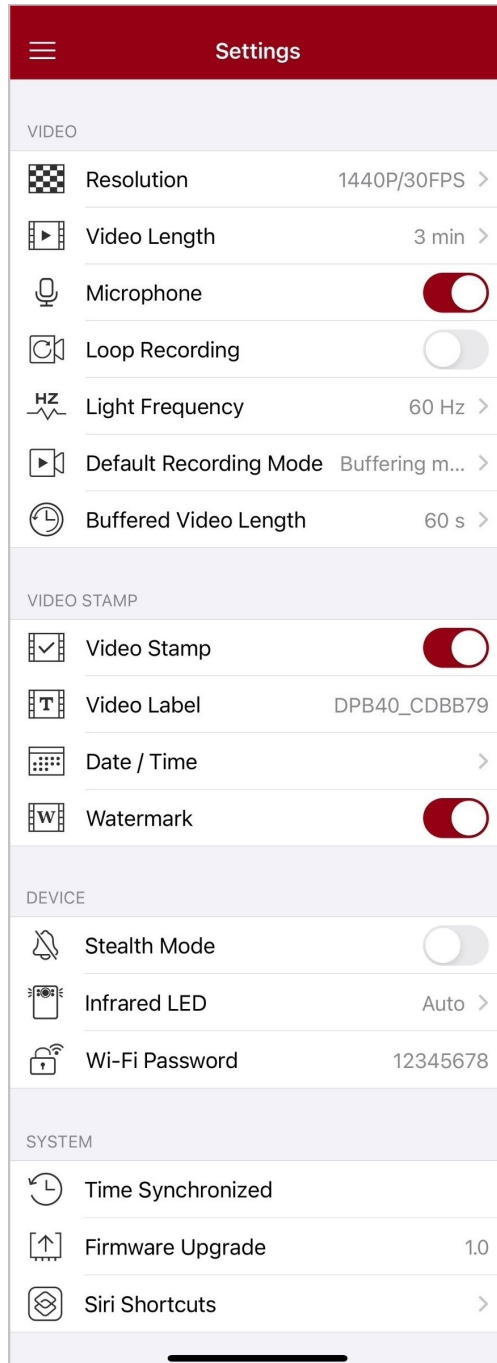 Settings
VIDEO
Resolution 1440P/30FPS
Video Length 3 min
Microphone
Loop Recording
HZ Light Frequency 60 Hz
Default Recording Mode Buffering m...
Buffered Video Length 60 s
VIDEO STAMP
Video Stamp
T Video Label DPB40_CDBB79
Date / Time
W Watermark
DEVICE
Stealth Mode
Infrared LED Auto
Wi-Fi Password 12345678
SYSTEM
Time Synchronized
Firmware Upgrade 1.0
Siri Shortcuts